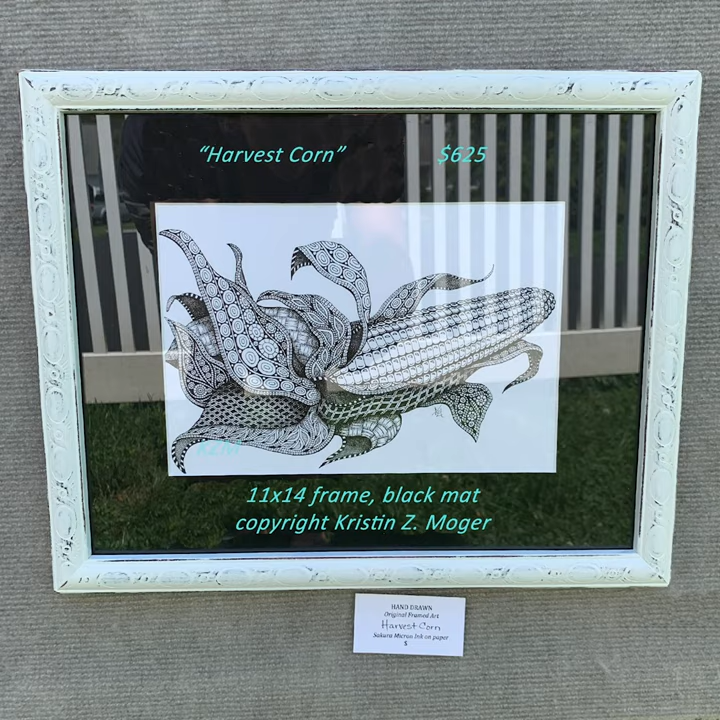 “Harvest Corn” $625
KZM
11x14 frame, black mat
copyright Kristin Z. Moger
HAND DRAWN
Original Framed Art
Harvest Corn
Sakura Micron Ink on paper
$